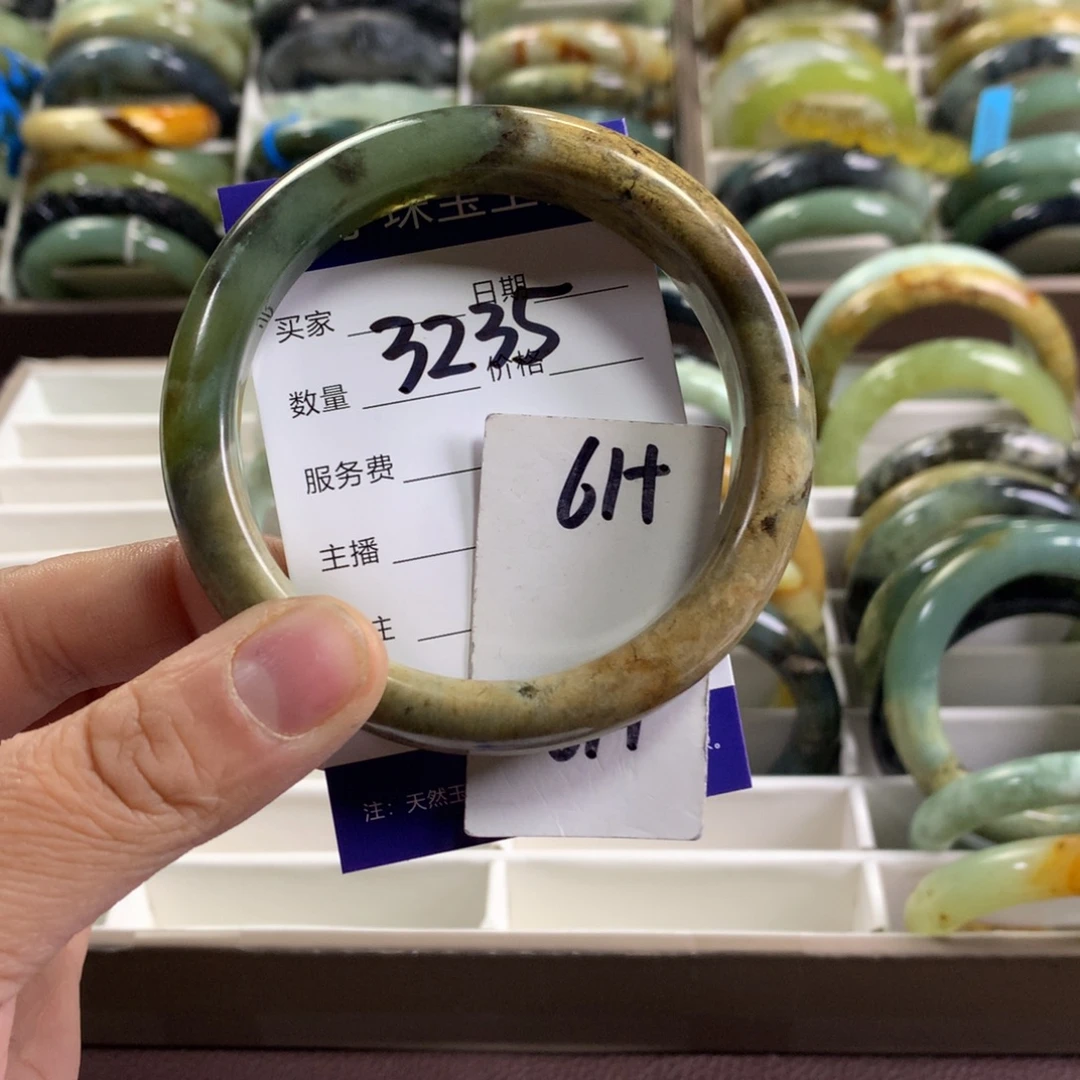 珠宝
买家 日期
3235
数量 价格
服务费
主播
6H
注
注：天然玉